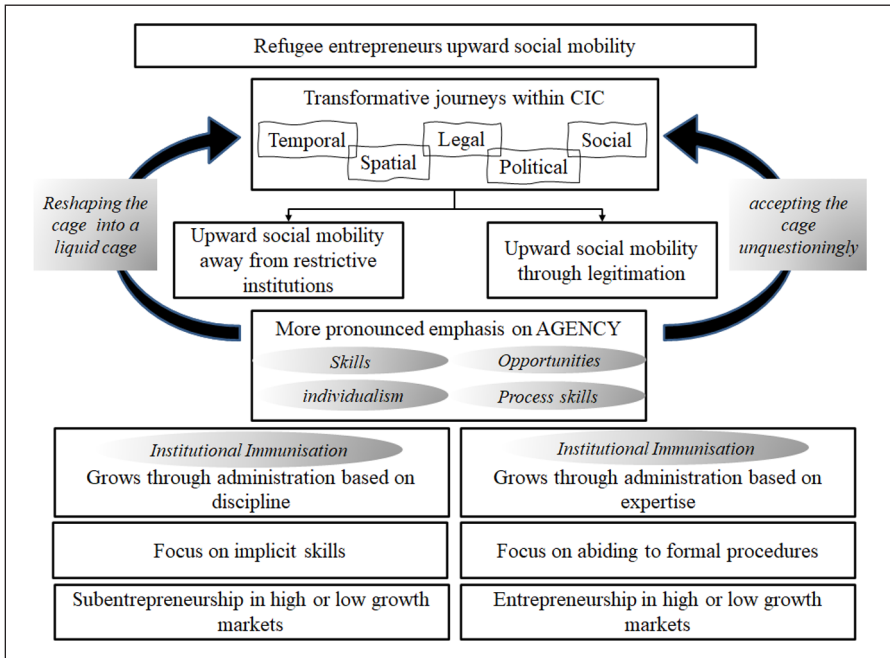 Refugee entrepreneurs upward social mobility
Transformative journeys within CIC
Temporal
Legal
Social
Spatial
Political
Reshaping the
cage into a
liquid cage
accepting the
cage
unquestioningly
Upward social mobility
away from restrictive
institutions
Upward social mobility
through legitimation
More pronounced emphasis on AGENCY
Skills
Opportunities
individualism
Process skills
Institutional Immunisation
Grows through administration based on
discipline
Institutional Immunisation
Grows through administration based on
expertise
Focus on implicit skills
Focus on abiding to formal procedures
Subentrepreneurship in high or low growth
markets
Entrepreneurship in high or low growth
markets